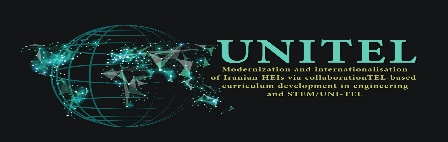 UNITEL
Modernization and internationalisation
of Iranian HEIs via collaborationTEL-based
curriculum development in engineering
and STEM/UNI-TEL